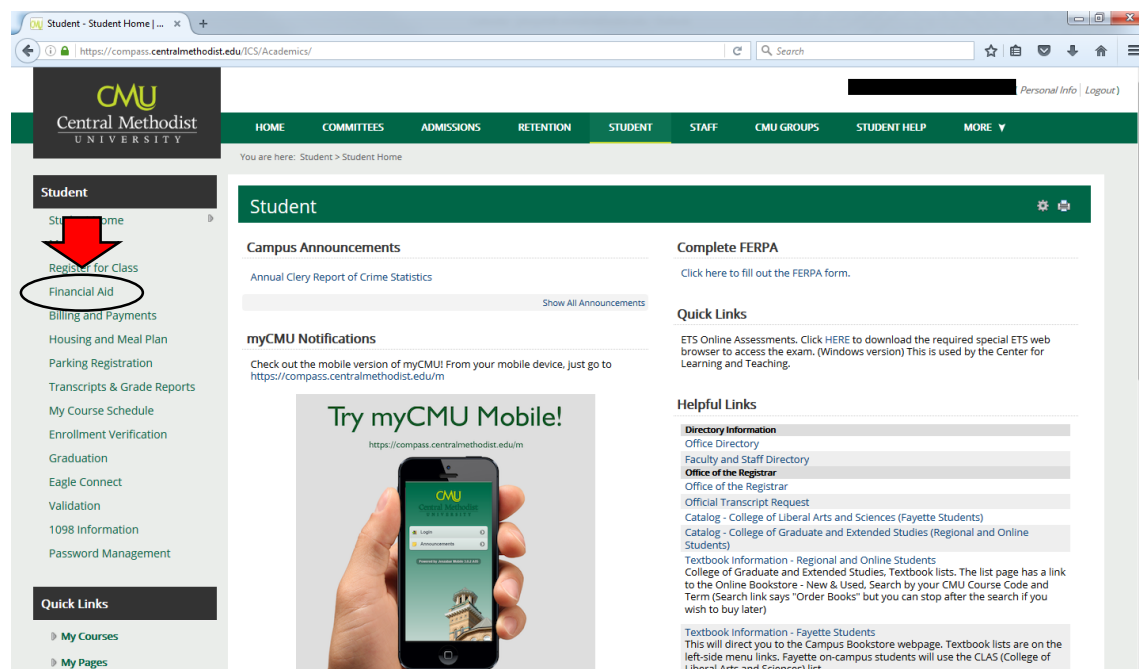 Student - Student Home | ...
https://compass.centralmethodist.edu/ICS/Academics/
Search
CMU
Central Methodist
UNIVERSITY
( Personal Info | Logout )
HOME COMMITTEES ADMISSIONS RETENTION STUDENT STAFF CMU GROUPS STUDENT HELP MORE
You are here: Student > Student Home
Student
Register for Class
Financial Aid
Billing and Payments
Housing and Meal Plan
Parking Registration
Transcripts & Grade Reports
My Course Schedule
Enrollment Verification
Graduation
Eagle Connect
Validation
1098 Information
Password Management
Quick Links
My Courses
My Pages
Student
Campus Announcements
Annual Clery Report of Crime Statistics
Show All Announcements
myCMU Notifications
Check out the mobile version of myCMU! From your mobile device, just go to
https://compass.centralmethodist.edu/m
Try myCMU Mobile!
https://compass.centralmethodist.edu/m
CMU
Central Methodist
UNIVERSITY
Login
Announcements
Complete FERPA
Click here to fill out the FERPA form.
Quick Links
ETS Online Assessments. Click HERE to download the required special ETS web
browser to access the exam. (Windows version) This is used by the Center for
Learning and Teaching.
Helpful Links
Directory Information
Office Directory
Faculty and Staff Directory
Office of the Registrar
Office of the Registrar
Official Transcript Request
Catalog - College of Liberal Arts and Sciences (Fayette Students)
Catalog - College of Graduate and Extended Studies (Regional and Online
Students)
Textbook Information - Regional and Online Students
College of Graduate and Extended Studies, Textbook lists. The list page has a link
to the Online Bookstore - New & Used, Search by your CMU Course Code and
Term (Search link says "Order Books" but you can stop after the search if you
wish to buy later)
Textbook Information - Fayette Students
This will direct you to the Campus Bookstore webpage. Textbook lists are on the
left-side menu links. Fayette on-campus students will use the CLAS (College of
Liberal Arts and Sciences) list